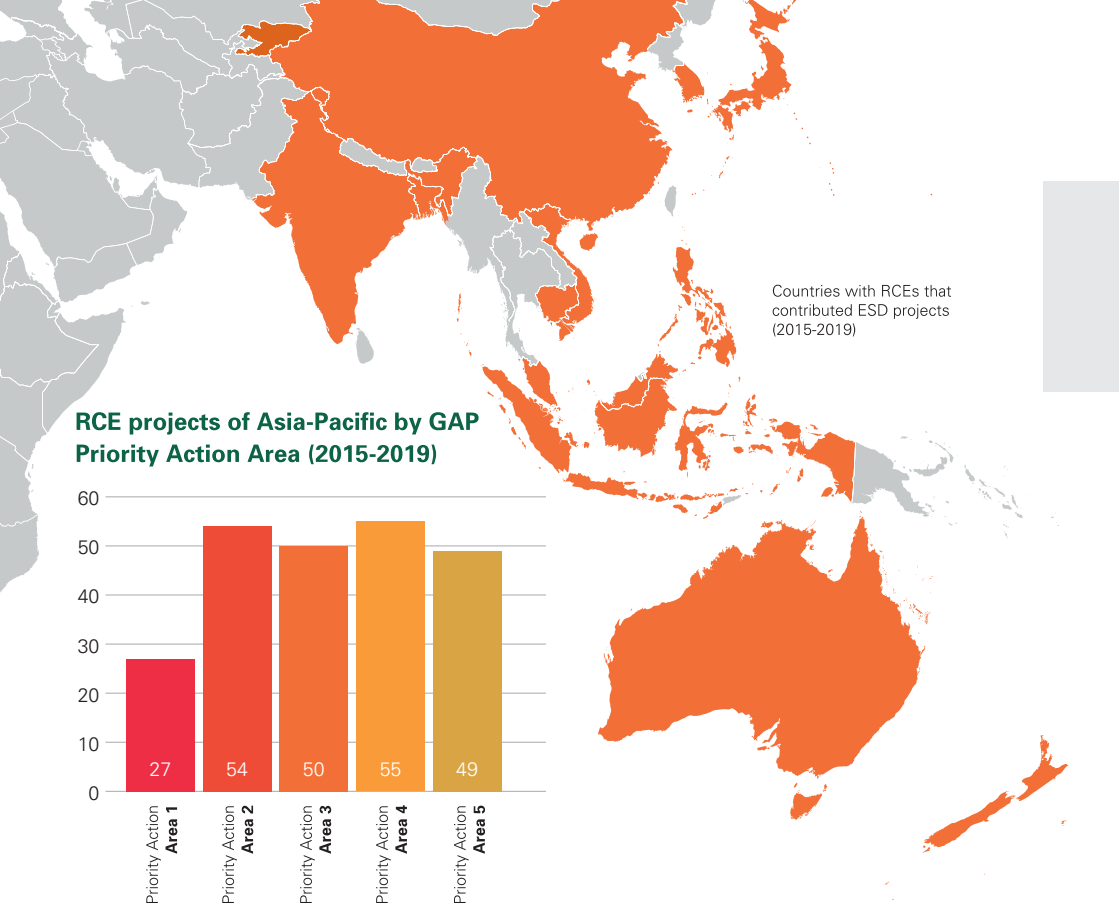 Countries with RCEs that
contributed ESD projects
(2015-2019)
RCE projects of Asia-Pacific by GAP
Priority Action Area (2015-2019)
60
50
40
30
20
10
0
27
54
50
55
49
Priority Action
Area 1
Priority Action
Area 2
Priority Action
Area 3
Priority Action
Area 4
Priority Action
Area 5